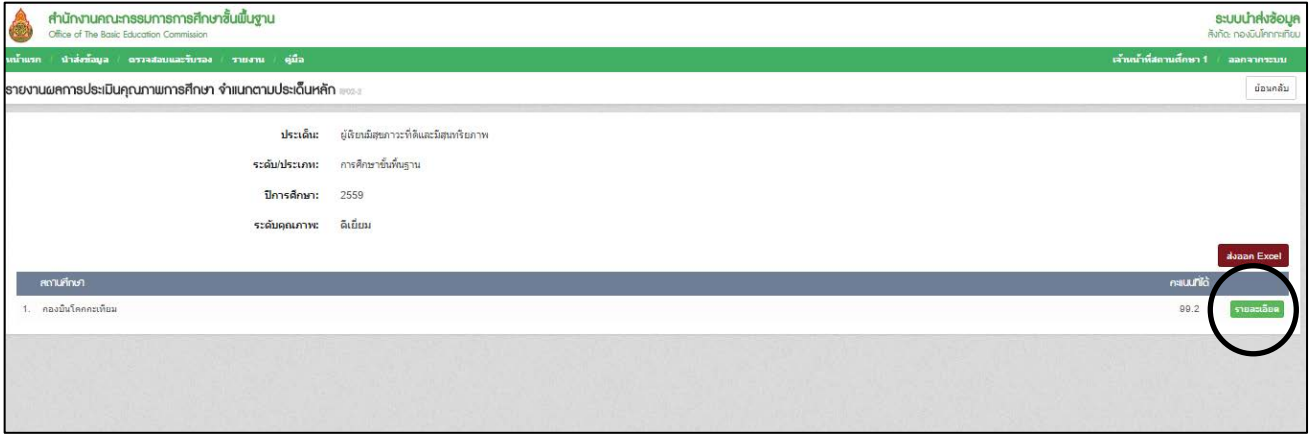 สำนักงานคณะกรรมการการศึกษาขั้นพื้นฐาน
Office of The Basic Education Commission
ระบบนำส่งข้อมูล
สังกัด: กองบินโคกกะเทียม
หน้าแรก / นำส่งข้อมูล / ตรวจสอบและรับรอง / รายงาน / คู่มือ
เจ้าหน้าที่สถานศึกษา 1 / ออกจากระบบ
รายงานผลการประเมินคุณภาพการศึกษา จำแนกตามประเด็นหลัก
ย้อนกลับ
ประเด็น: ผู้เรียนมีสุขภาวะที่ดีและมีสุนทรียภาพ
ระดับ/ประเภท: การศึกษาขั้นพื้นฐาน
ปีการศึกษา: 2559
ระดับคุณภาพ: ดีเยี่ยม
ส่งออก Excel
สถานศึกษา คะแนนที่ได้
1. กองบินโคกกะเทียม 99.2 รายละเอียด